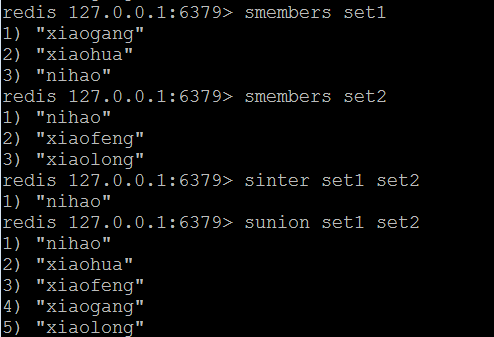 redis 127.0.0.1:6379> smembers set1
1) "xiaogang"
2) "xiaohua"
3) "nihao"
redis 127.0.0.1:6379> smembers set2
1) "nihao"
2) "xiaofeng"
3) "xiaolong"
redis 127.0.0.1:6379> sinter set1 set2
1) "nihao"
redis 127.0.0.1:6379> sunion set1 set2
1) "nihao"
2) "xiaohua"
3) "xiaofeng"
4) "xiaogang"
5) "xiaolong"